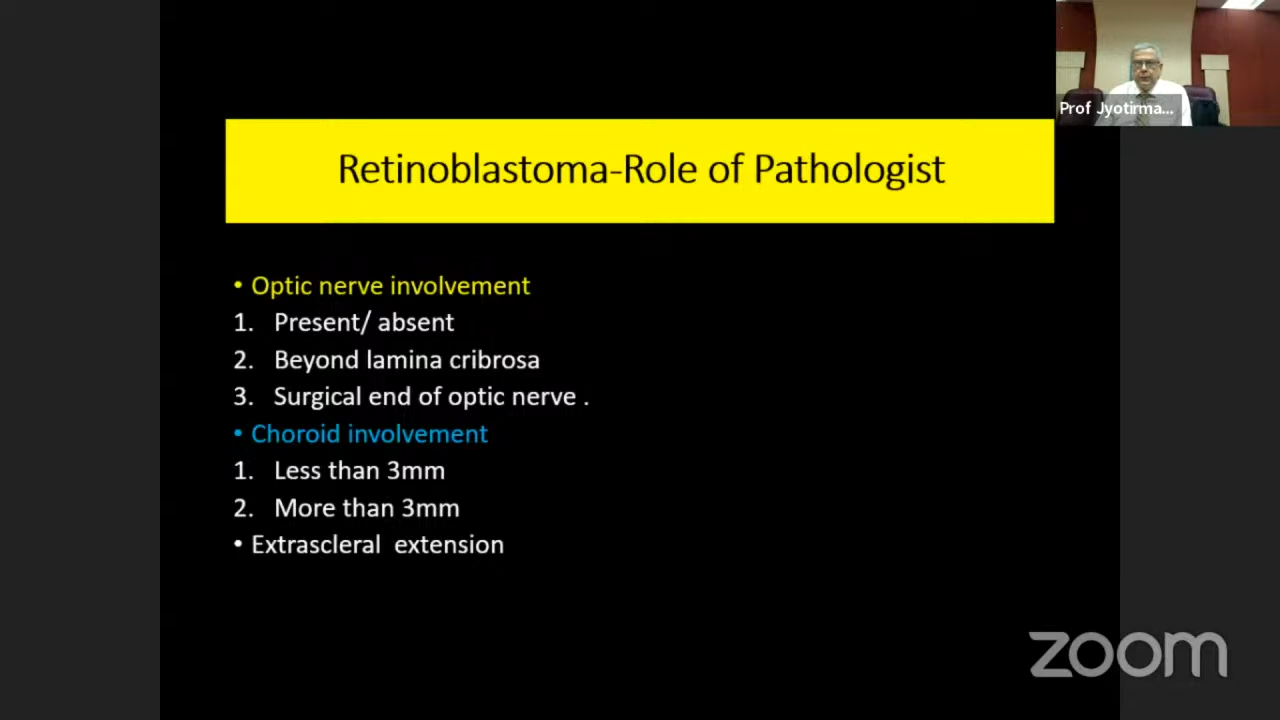 Prof Jyotirma...
Retinoblastoma-Role of Pathologist
• Optic nerve involvement
1. Present/ absent
2. Beyond lamina cribrosa
3. Surgical end of optic nerve .
• Choroid involvement
1. Less than 3mm
2. More than 3mm
• Extrascleral extension
zoom